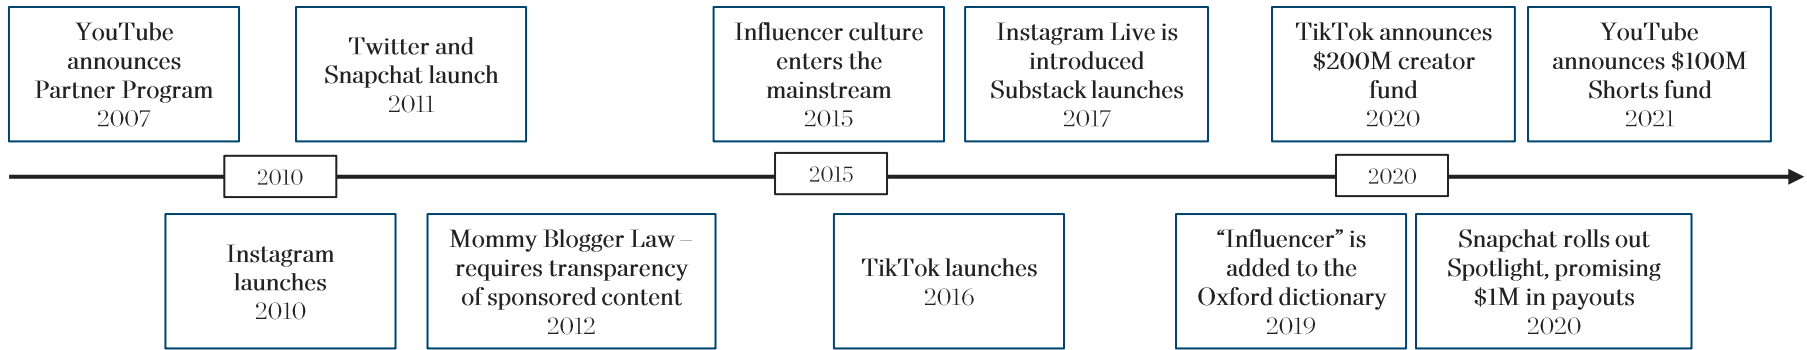 YouTube
announces
Partner Program
2007
Twitter and
Snapchat launch
2011
Influencer culture
enters the
mainstream
2015
Instagram Live is
introduced
Substack launches
2017
TikTok announces
$200M creator
fund
2020
YouTube
announces $100M
Shorts fund
2021
2010
2015
2020
Instagram
launches
2010
Mommy Blogger Law –
requires transparency
of sponsored content
2012
TikTok launches
2016
“Influencer” is
added to the
Oxford dictionary
2019
Snapchat rolls out
Spotlight, promising
$1M in payouts
2020